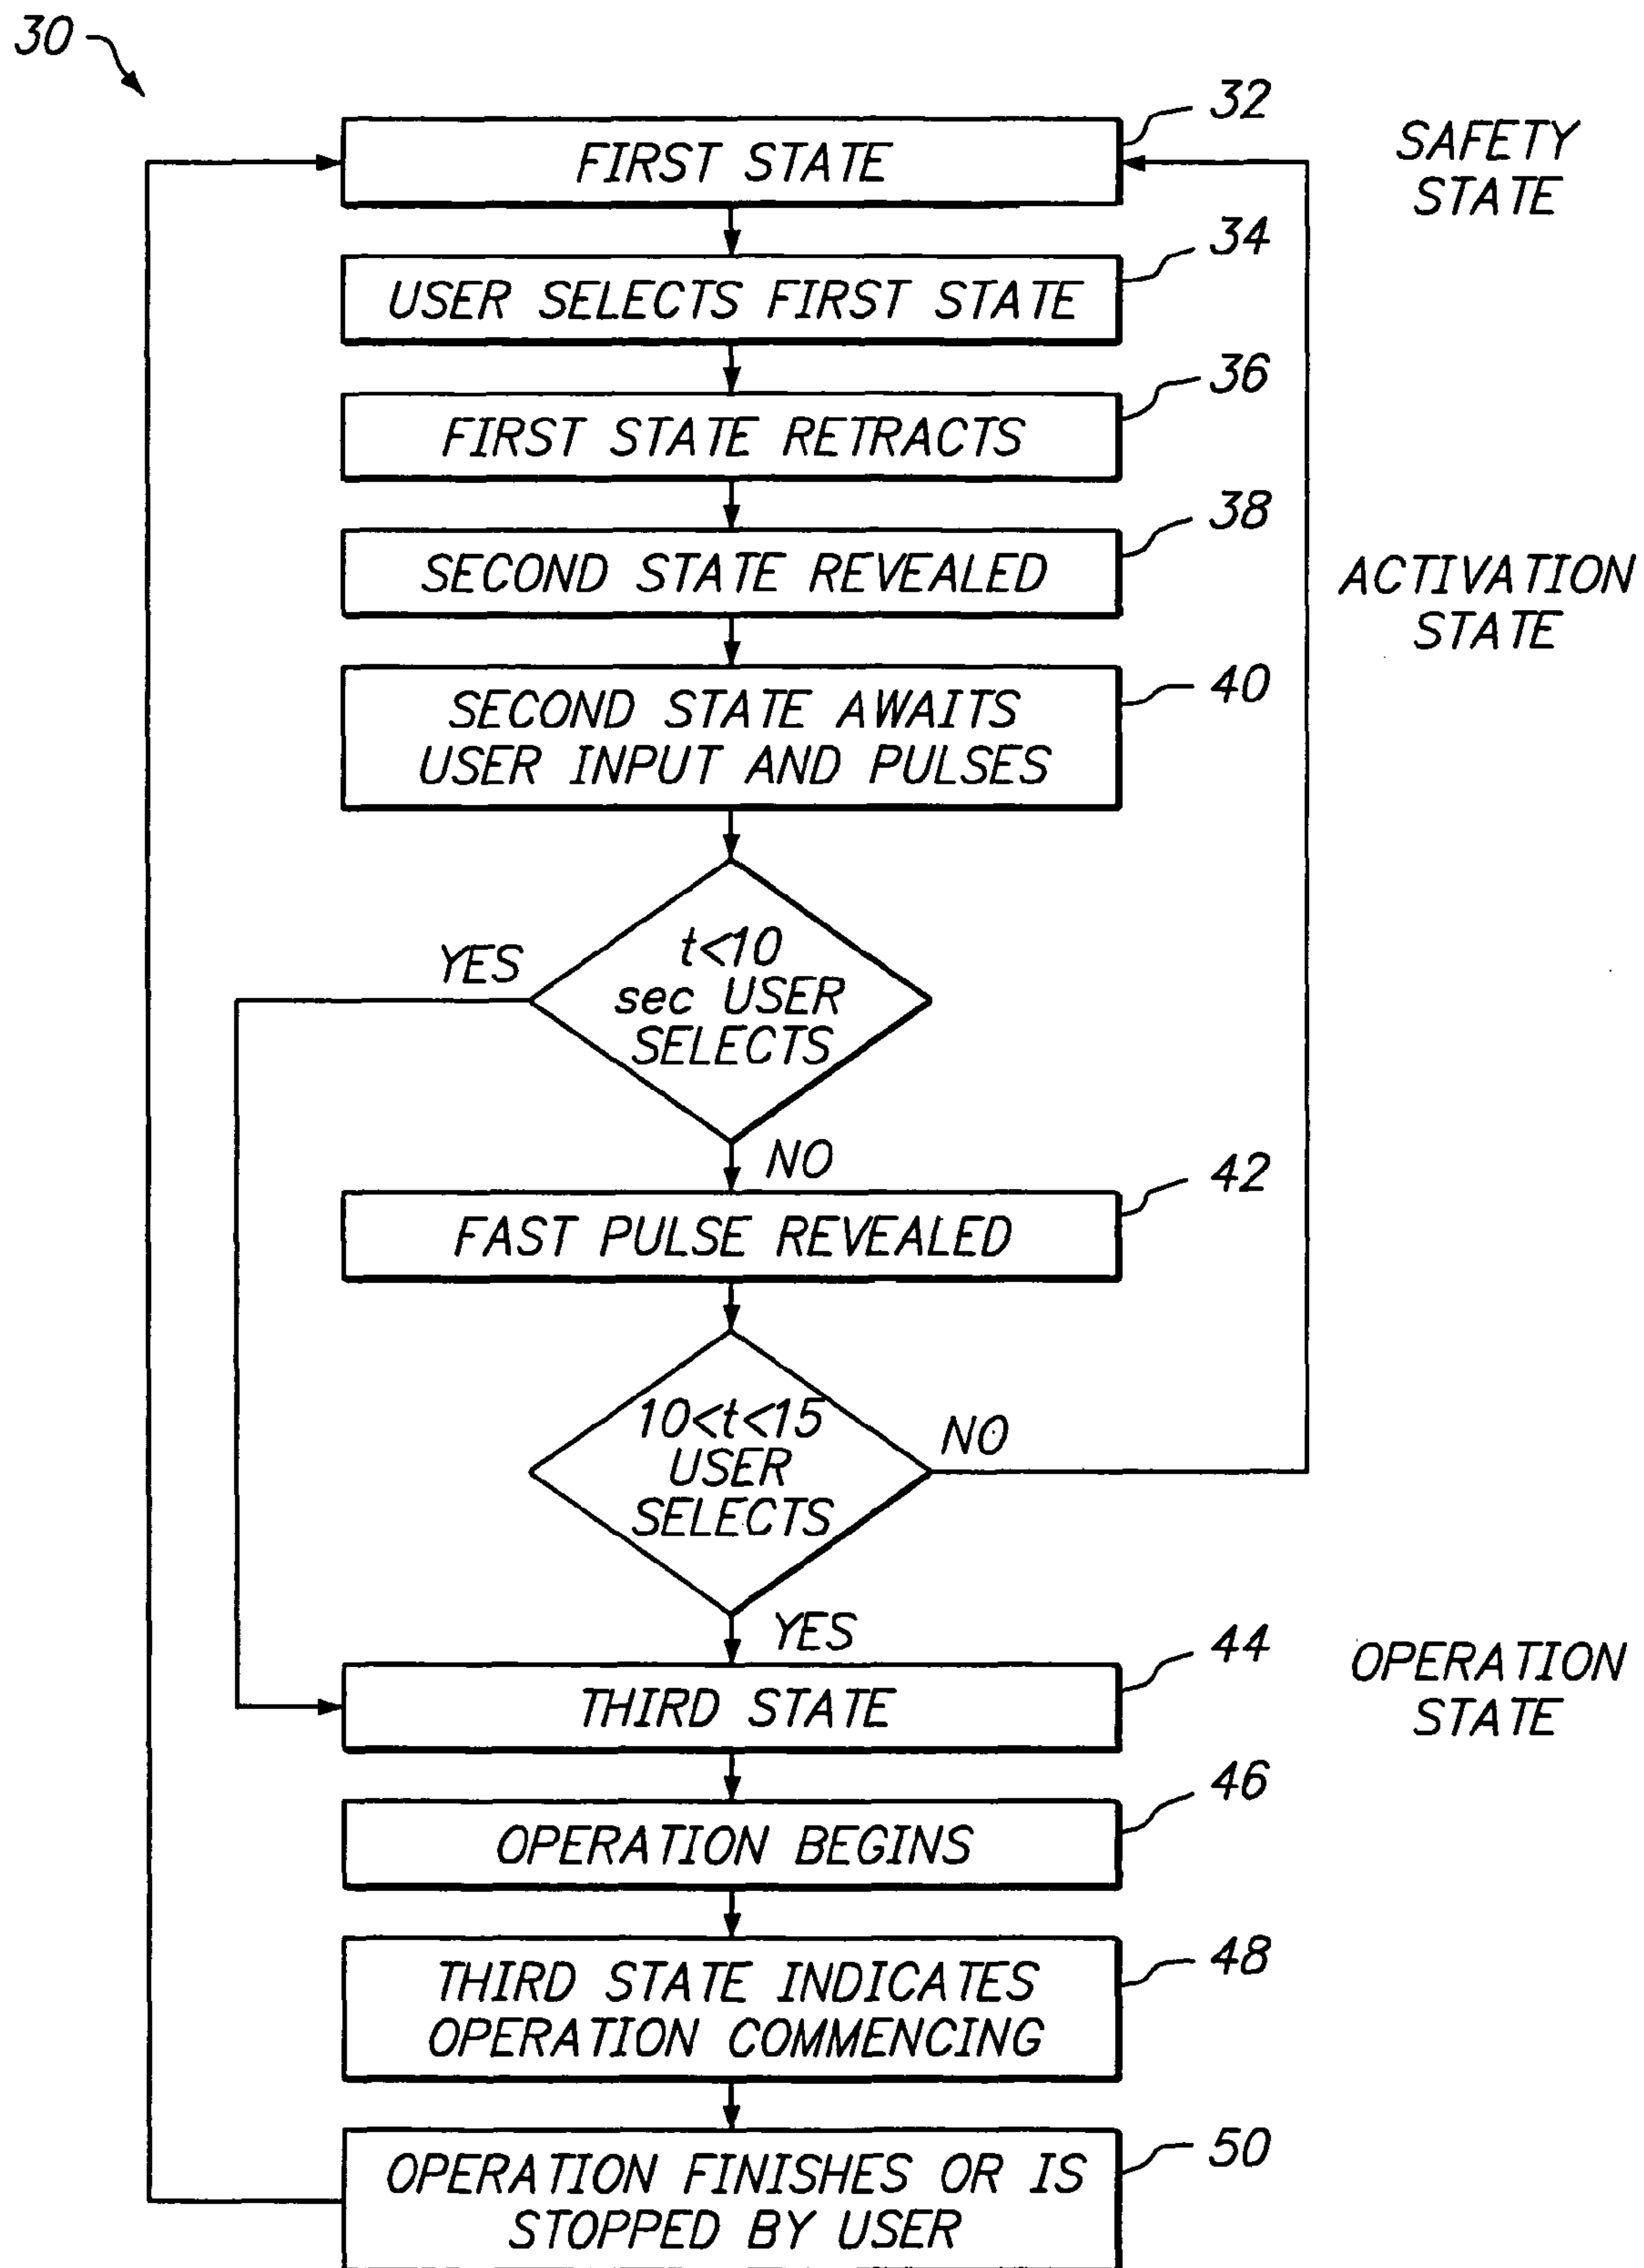 30
32
FIRST STATE
SAFETY
STATE
34
USER SELECTS FIRST STATE
36
FIRST STATE RETRACTS
38
SECOND STATE REVEALED
ACTIVATION
STATE
40
SECOND STATE AWAITS
USER INPUT AND PULSES
YES
t<10
sec USER
SELECTS
NO
42
FAST PULSE REVEALED
10<t<15
USER
SELECTS
NO
YES
44
THIRD STATE
OPERATION
STATE
46
OPERATION BEGINS
48
THIRD STATE INDICATES
OPERATION COMMENCING
50
OPERATION FINISHES OR IS
STOPPED BY USER